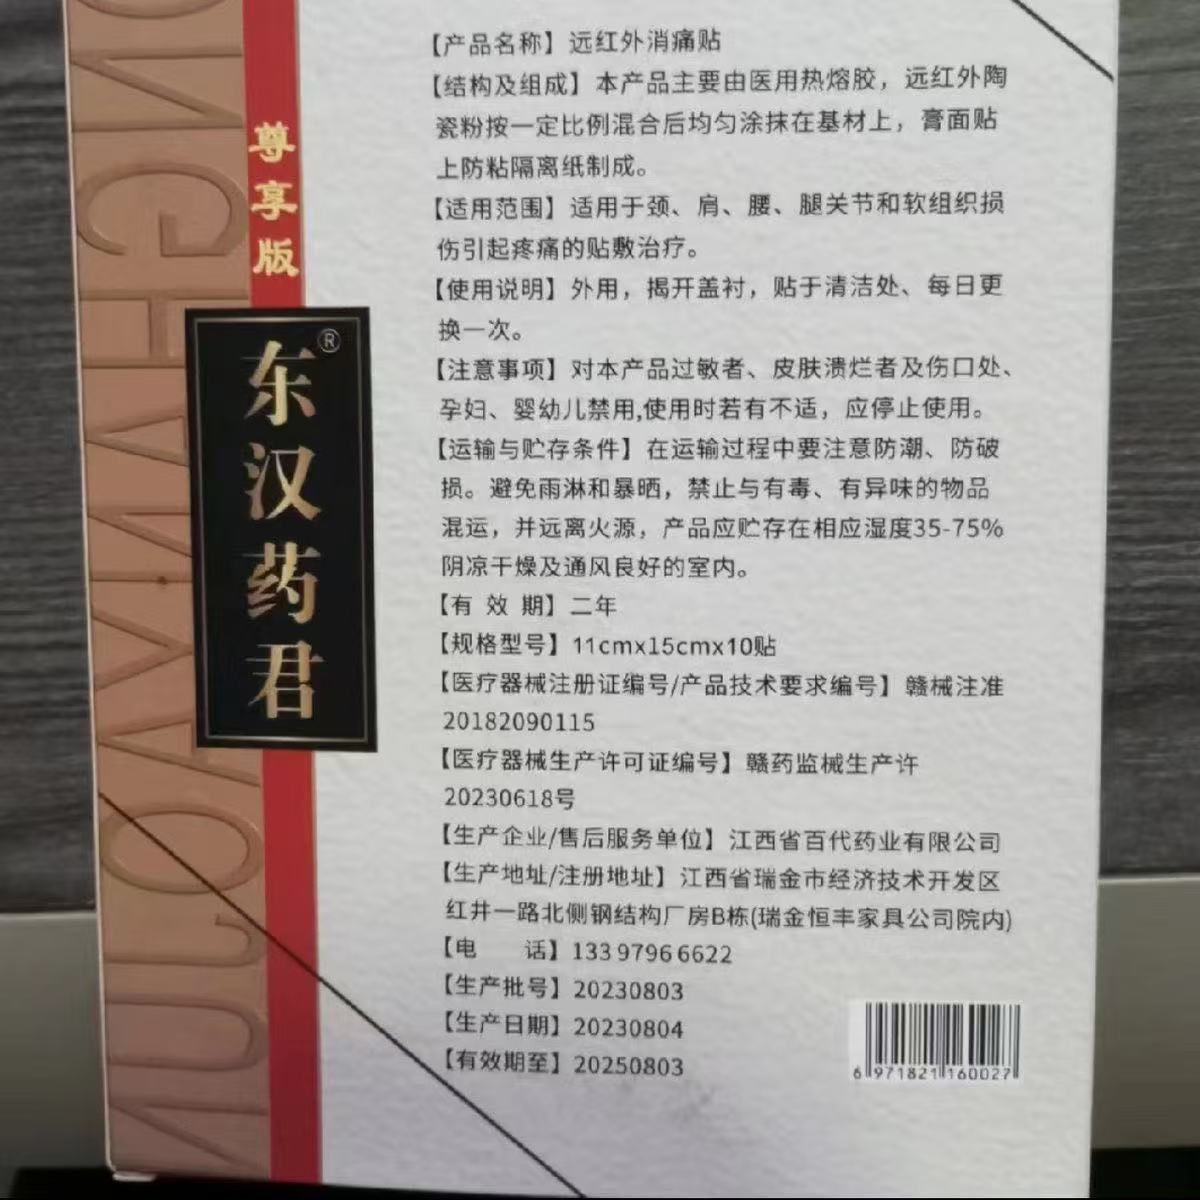 尊享版
东汉药君®
【产品名称】远红外消痛贴
【结构及组成】本产品主要由医用热熔胶，远红外陶
瓷粉按一定比例混合后均匀涂抹在基材上，膏面贴
上防粘隔离纸制成。
【适用范围】适用于颈、肩、腰、腿关节和软组织损
伤引起疼痛的贴敷治疗。
【使用说明】外用，揭开盖衬，贴于清洁处、每日更
换一次。
【注意事项】对本产品过敏者、皮肤溃烂者及伤口处、
孕妇、婴幼儿禁用,使用时若有不适，应停止使用。
【运输与贮存条件】在运输过程中要注意防潮、防破
损。避免雨淋和暴晒，禁止与有毒、有异味的物品
混运，并远离火源，产品应贮存在相应湿度35-75%
阴凉干燥及通风良好的室内。
【有 效 期】二年
【规格型号】11cmx15cmx10贴
【医疗器械注册证编号/产品技术要求编号】赣械注准
20182090115
【医疗器械生产许可证编号】赣药监械生产许
20230618号
【生产企业/售后服务单位】江西省百代药业有限公司
【生产地址/注册地址】江西省瑞金市经济技术开发区
红井一路北侧钢结构厂房B栋(瑞金恒丰家具公司院内)
【电 话】133 9796 6622
【生产批号】20230803
【生产日期】20230804
【有效期至】20250803
6 971821 160027